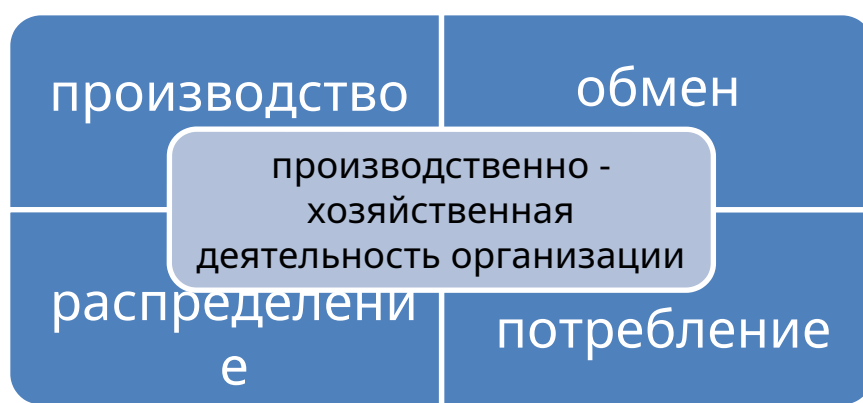 производство
обмен
производственно -
хозяйственная
деятельность организации
распределени
е
потребление